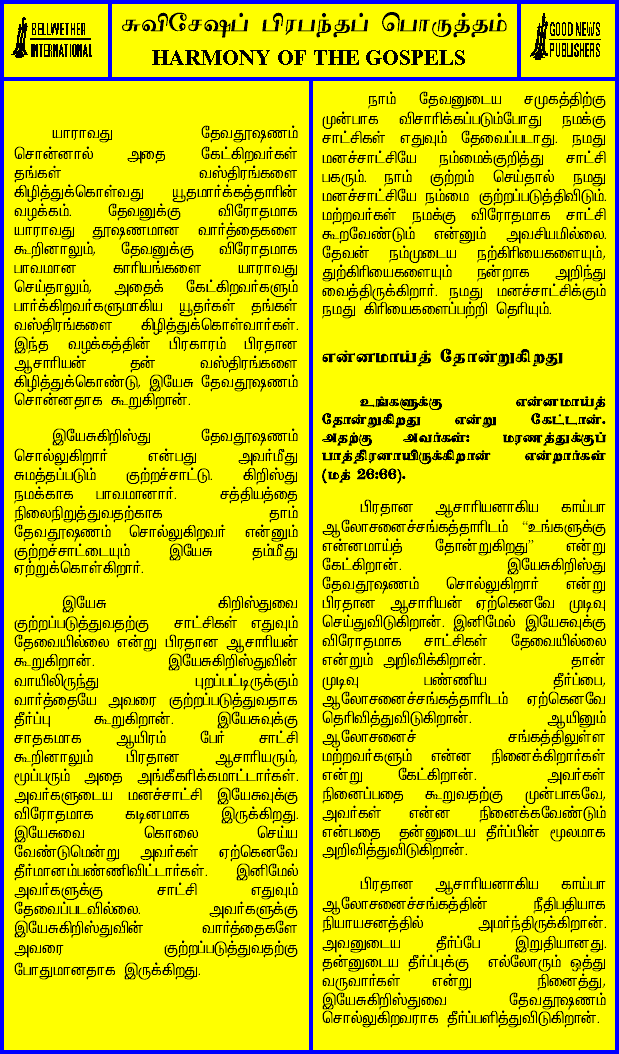 BELLWETHER
INTERNATIONAL
சுவிசேஷப் பிரபந்தப் பொருத்தம்
HARMONY OF THE GOSPELS
GOOD NEWS
PUBLISHERS
யாராவது தேவதூஷணம்
சொன்னால் அதை கேட்கிறவர்கள்
தங்கள் வஸ்திரங்களை
கிழித்துக்கொள்வது யூதமார்க்கத்தாரின்
வழக்கம். தேவனுக்கு விரோதமாக
யாராவது தூஷணமான வார்த்தைகளை
கூறினாலும், தேவனுக்கு விரோதமாக
பாவமான காரியங்களை யாராவது
செய்தாலும், அதைக் கேட்கிறவர்களும்
பார்க்கிறவர்களுமாகிய யூதர்கள் தங்கள்
வஸ்திரங்களை கிழித்துக்கொள்வார்கள்.
இந்த வழக்கத்தின் பிரகாரம் பிரதான
ஆசாரியன் தன் வஸ்திரங்களை
கிழித்துக்கொண்டு, இயேசு தேவதூஷணம்
சொன்னதாக கூறுகிறான்.
இயேசுகிறிஸ்து தேவதூஷணம்
சொல்லுகிறார் என்பது அவர்மீது
சுமத்தப்படும் குற்றச்சாட்டு. கிறிஸ்து
நமக்காக பாவமானார். சத்தியத்தை
நிலைநிறுத்துவதற்காக தாம்
தேவதூஷணம் சொல்லுகிறவர் என்னும்
குற்றச்சாட்டையும் இயேசு தம்மீது
ஏற்றுக்கொள்கிறார்.
இயேசு கிறிஸ்துவை
குற்றப்படுத்துவதற்கு சாட்சிகள் எதுவும்
தேவையில்லை என்று பிரதான ஆசாரியன்
கூறுகிறான். இயேசுகிறிஸ்துவின்
வாயிலிருந்து புறப்பட்டிருக்கும்
வார்த்தையே அவரை குற்றப்படுத்துவதாக
தீர்ப்பு கூறுகிறான். இயேசுவுக்கு
சாதகமாக ஆயிரம் பேர் சாட்சி
கூறினாலும் பிரதான ஆசாரியரும்,
மூப்பரும் அதை அங்கீகரிக்கமாட்டார்கள்.
அவர்களுடைய மனச்சாட்சி இயேசுவுக்கு
விரோதமாக கடினமாக இருக்கிறது.
இயேசுவை கொலை செய்ய
வேண்டுமென்று அவர்கள் ஏற்கெனவே
தீர்மானம்பண்ணிவிட்டார்கள். இனிமேல்
அவர்களுக்கு சாட்சி எதுவும்
தேவைப்படவில்லை. அவர்களுக்கு
இயேசுகிறிஸ்துவின் வார்த்தைகளே
அவரை குற்றப்படுத்துவதற்கு
போதுமானதாக இருக்கிறது.
நாம் தேவனுடைய சமுகத்திற்கு
முன்பாக விசாரிக்கப்படும்போது நமக்கு
சாட்சிகள் எதுவும் தேவைப்படாது. நமது
மனச்சாட்சியே நம்மைக்குறித்து சாட்சி
பகரும். நாம் குற்றம் செய்தால் நமது
மனச்சாட்சியே நம்மை குற்றப்படுத்திவிடும்.
மற்றவர்கள் நமக்கு விரோதமாக சாட்சி
கூறவேண்டும் என்னும் அவசியமில்லை.
தேவன் நம்முடைய நற்கிரியைகளையும்,
துற்கிரியைகளையும் நன்றாக அறிந்து
வைத்திருக்கிறார். நமது மனச்சாட்சிக்கும்
நமது கிரியைகளைப்பற்றி தெரியும்.
என்னமாய்த் தோன்றுகிறது
உங்களுக்கு என்னமாய்த்
தோன்றுகிறது என்று கேட்டான்.
அதற்கு அவர்கள்: மரணத்துக்குப்
பாத்திரனாயிருக்கிறான் என்றார்கள்
(மத் 26:66).
பிரதான ஆசாரியனாகிய காய்பா
ஆலோசனைச்சங்கத்தாரிடம் “உங்களுக்கு
என்னமாய்த் தோன்றுகிறது” என்று
கேட்கிறான். இயேசுகிறிஸ்து
தேவதூஷணம் சொல்லுகிறார் என்று
பிரதான ஆசாரியன் ஏற்கெனவே முடிவு
செய்துவிடுகிறான். இனிமேல் இயேசுவுக்கு
விரோதமாக சாட்சிகள் தேவையில்லை
என்றும் அறிவிக்கிறான். தான்
முடிவு பண்ணிய தீர்ப்பை,
ஆலோசனைச்சங்கத்தாரிடம் ஏற்கெனவே
தெரிவித்துவிடுகிறான். ஆயினும்
ஆலோசனைச் சங்கத்திலுள்ள
மற்றவர்களும் என்ன நினைக்கிறார்கள்
என்று கேட்கிறான். அவர்கள்
நினைப்பதை கூறுவதற்கு முன்பாகவே,
அவர்கள் என்ன நினைக்கவேண்டும்
என்பதை தன்னுடைய தீர்ப்பின் மூலமாக
அறிவித்துவிடுகிறான்.
பிரதான ஆசாரியனாகிய காய்பா
ஆலோசனைச்சங்கத்தின் நீதிபதியாக
நியாயசனத்தில் அமர்ந்திருக்கிறான்.
அவனுடைய தீர்ப்பே இறுதியானது.
தன்னுடைய தீர்ப்புக்கு எல்லோரும் ஒத்து
வருவார்கள் என்று நினைத்து,
இயேசுகிறிஸ்துவை தேவதூஷணம்
சொல்லுகிறவராக தீர்ப்பளித்துவிடுகிறான்.